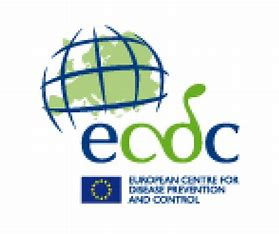 ecdc
EUROPEAN CENTRE FOR
DISEASE PREVENTION
AND CONTROL